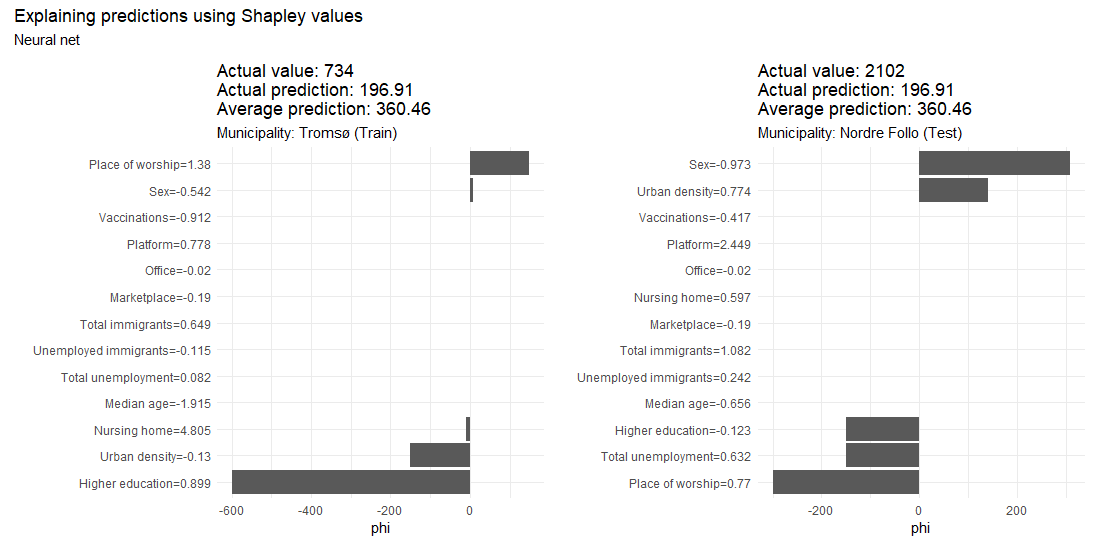 Explaining predictions using Shapley values
Neural net
Actual value: 734
Actual prediction: 196.91
Average prediction: 360.46
Municipality: Tromsø (Train)
Place of worship=1.38
Sex=-0.542
Vaccinations=-0.912
Platform=0.778
Office=-0.02
Marketplace=-0.19
Total immigrants=0.649
Unemployed immigrants=-0.115
Total unemployment=0.082
Median age=-1.915
Nursing home=4.805
Urban density=-0.13
Higher education=0.899
-600 -400 -200 0
phi
Actual value: 2102
Actual prediction: 196.91
Average prediction: 360.46
Municipality: Nordre Follo (Test)
Sex=-0.973
Urban density=0.774
Vaccinations=-0.417
Platform=2.449
Office=-0.02
Nursing home=0.597
Marketplace=-0.19
Total immigrants=1.082
Unemployed immigrants=0.242
Median age=-0.656
Higher education=-0.123
Total unemployment=0.632
Place of worship=0.77
-200 0 200
phi